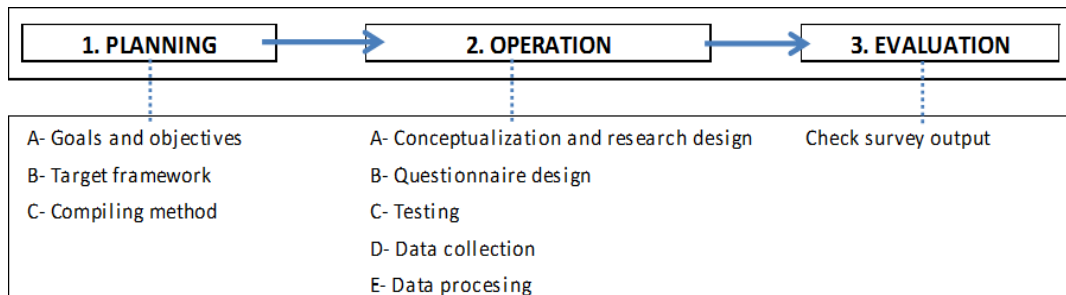 1. PLANNING
2. OPERATION
3. EVALUATION
A- Goals and objectives
B- Target framework
C- Compiling method
A- Conceptualization and research design
B- Questionnaire design
C- Testing
D- Data collection
E- Data procesing
Check survey output